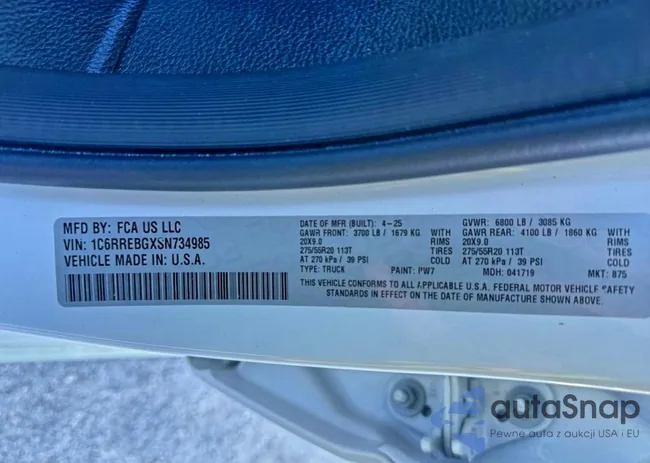 MFD BY: FCA US LLC
VIN: 1C6RREBGXSN734985
VEHICLE MADE IN: U.S.A.
DATE OF MFR (BUILT): 4-25 GVWR: 6800 LB / 3085 KG
GAWR FRONT: 3700 LB / 1679 KG WITH GAWR REAR: 4100 LB / 1860 KG WITH
20X9.0 RIMS 20X9.0 RIMS
275/55R20 113T TIRES 275/55R20 113T TIRES
AT 270 kPa / 39 PSI COLD AT 270 kPa / 39 PSI COLD
TYPE: TRUCK PAINT: PW7 MDH: 041719 MKT: 875
THIS VEHICLE CONFORMS TO ALL APPLICABLE U.S.A. FEDERAL MOTOR VEHICLE SAFETY
STANDARDS IN EFFECT ON THE DATE OF MANUFACTURE SHOWN ABOVE.
autaSnap
Pewne auta z aukcji USA i EU